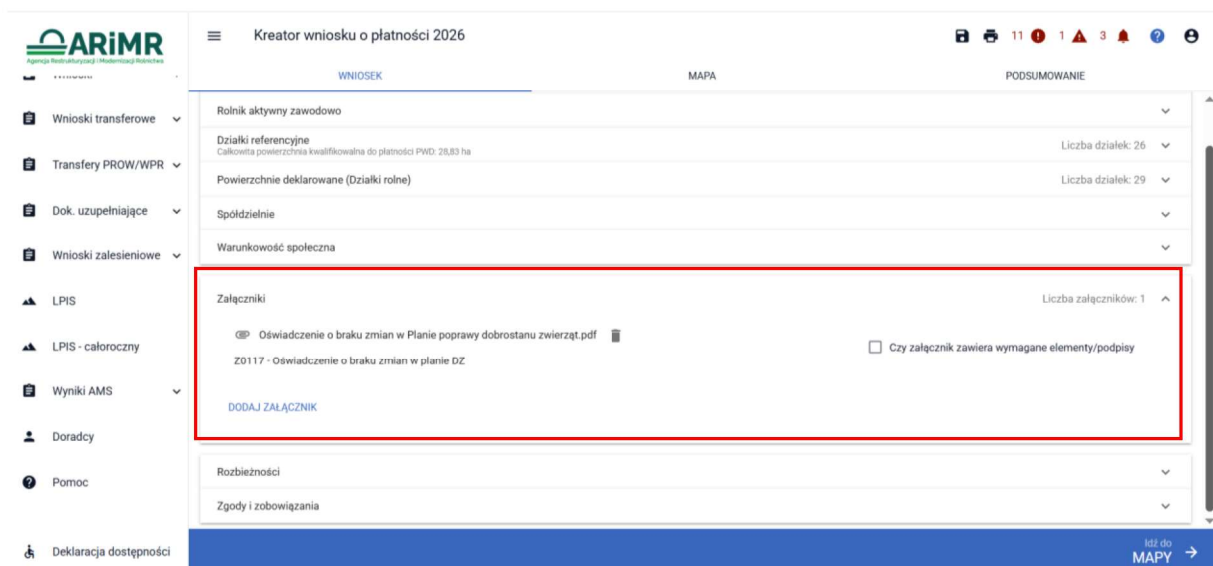 ARiMR
Agencja Restrukturyzacji i Modernizacji Rolnictwa
Kreator wniosku o płatności 2026
11
1
3
WNIOSEK
MAPA
PODSUMOWANIE
Wnioski transferowe
Transfery PROW/WPR
Dok. uzupełniające
Wnioski zalesieniowe
LPIS
LPIS - całoroczny
Wyniki AMS
Doradcy
Pomoc
Deklaracja dostępności
Rolnik aktywny zawodowo
Działki referencyjne
Całkowita powierzchnia kwalifikowalna do płatności PWD: 28,83 ha
Liczba działek: 26
Powierzchnie deklarowane (Działki rolne)
Liczba działek: 29
Spółdzielnie
Warunkowość społeczna
Załączniki
Liczba załączników: 1
Oświadczenie o braku zmian w Planie poprawy dobrostanu zwierząt.pdf
Z0117 - Oświadczenie o braku zmian w planie DZ
Czy załącznik zawiera wymagane elementy/podpisy
DODAJ ZAŁĄCZNIK
Rozbieżności
Zgody i zobowiązania
Idź do
MAPY